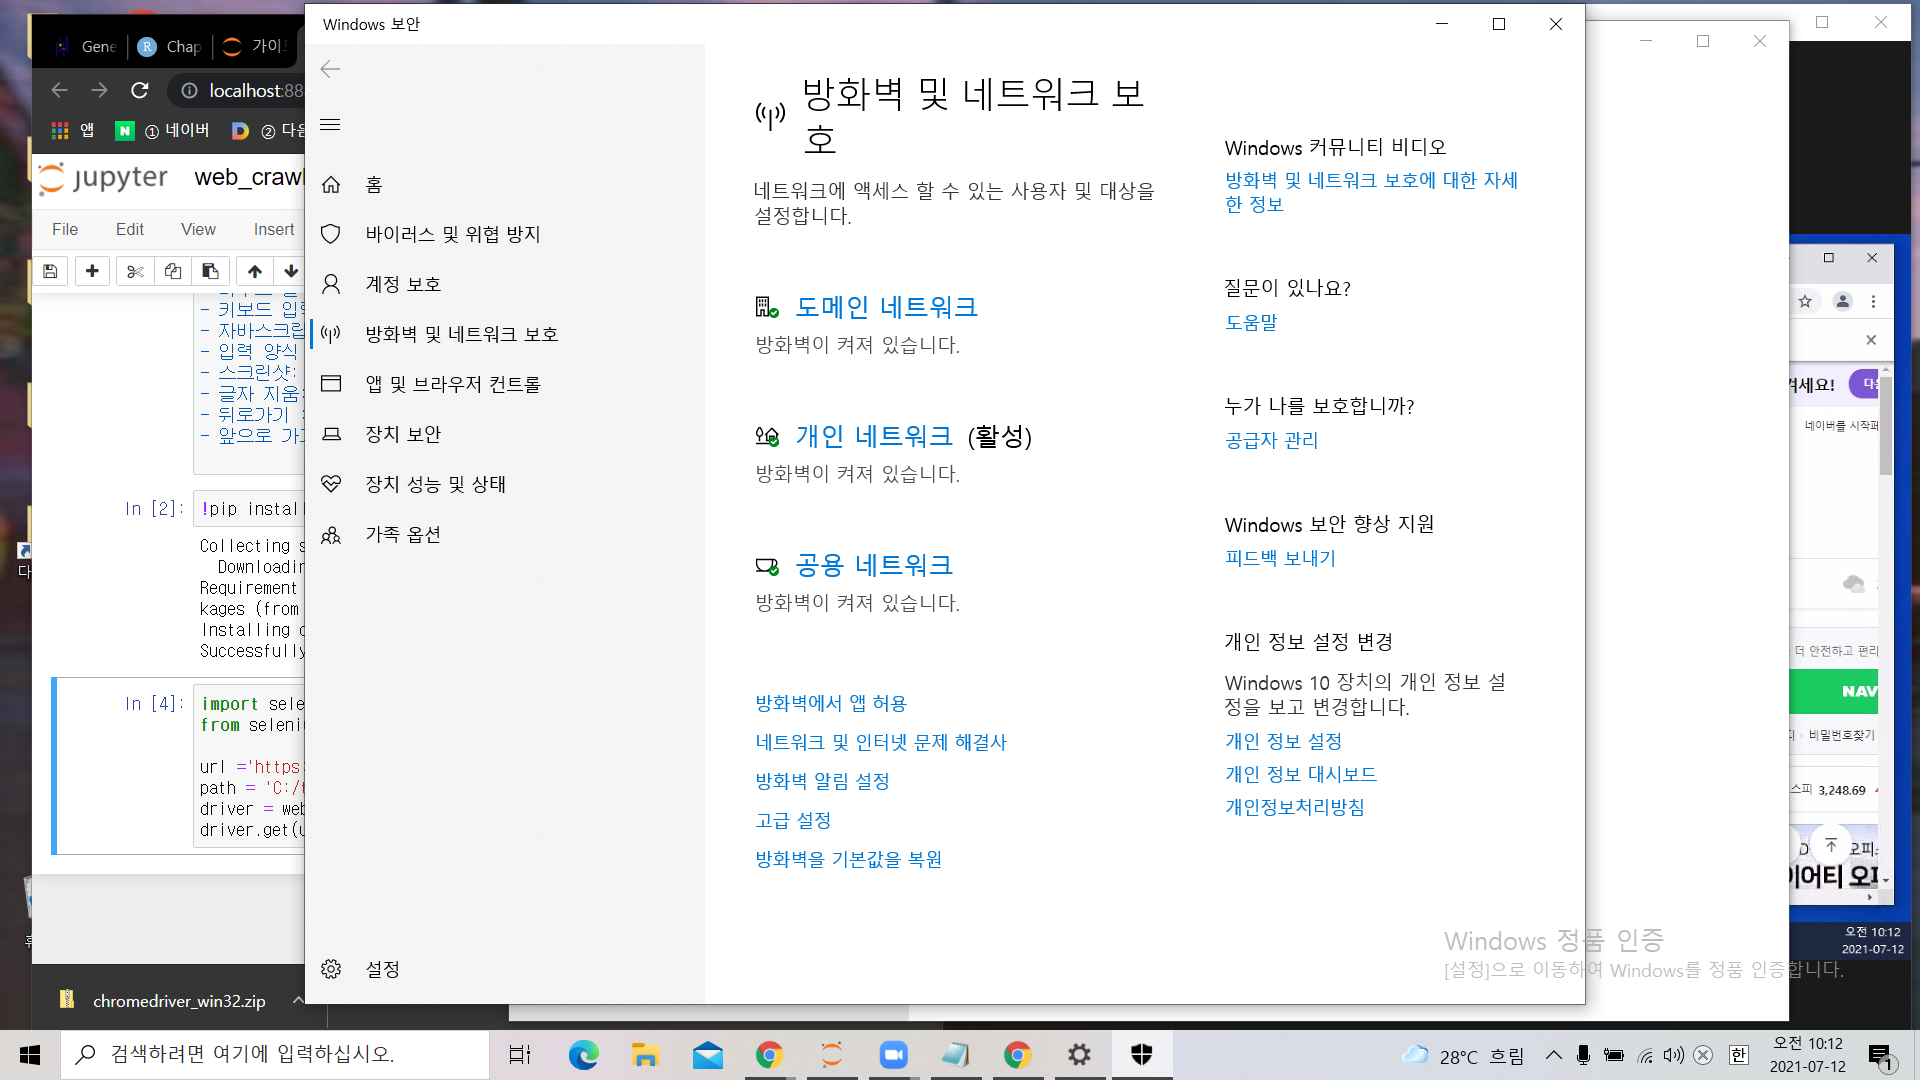 Windows 보안
방화벽 및 네트워크 보
호
네트워크에 액세스 할 수 있는 사용자 및 대상을
설정합니다.
홈
바이러스 및 위협 방지
계정 보호
방화벽 및 네트워크 보호
앱 및 브라우저 컨트롤
장치 보안
장치 성능 및 상태
가족 옵션
설정
도메인 네트워크
방화벽이 켜져 있습니다.
개인 네트워크 (활성)
방화벽이 켜져 있습니다.
공용 네트워크
방화벽이 켜져 있습니다.
방화벽에서 앱 허용
네트워크 및 인터넷 문제 해결사
방화벽 알림 설정
고급 설정
방화벽을 기본값을 복원
Windows 커뮤니티 비디오
방화벽 및 네트워크 보호에 대한 자세
한 정보
질문이 있나요?
도움말
누가 나를 보호합니까?
공급자 관리
Windows 보안 향상 지원
피드백 보내기
개인 정보 설정 변경
Windows 10 장치의 개인 정보 설
정을 보고 변경합니다.
개인 정보 설정
개인 정보 대시보드
개인정보처리방침
Windows 정품 인증
[설정]으로 이동하여 Windows를 정품 인증합니다.
Gene
Chap
가이
localhost:88
앱 N ① 네이버 D ② 다음
jupyter web_crawl
File Edit View Insert
- 키보드 입력
- 자바스크립
- 입력 양식
- 스크린샷:
- 글자 지움
- 뒤로가기
- 앞으로 가기
In [2]: !pip install
Collecting s
Downloadin
Requirement
kages (from
Installing c
Successfully
In [4]: import sele
from seleni
url ='https:
path = 'C:/
driver = web
driver.get(u
chromedriver_win32.zip
네이버를 시작페
더 안전하고 편리
NAV
비밀번호찾기
스피 3,248.69
오피
이어티 오피
오전 10:12
2021-07-12
검색하려면 여기에 입력하십시오.
28°C 흐림
한
오전 10:12
2021-07-12
1